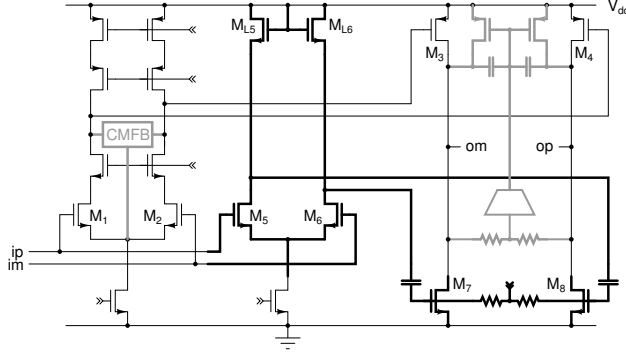 V_dd
M_L5 M_L6
M_3 M_4
CMFB
om op
M_1 M_2 M_5 M_6
ip
im
M_7 M_8